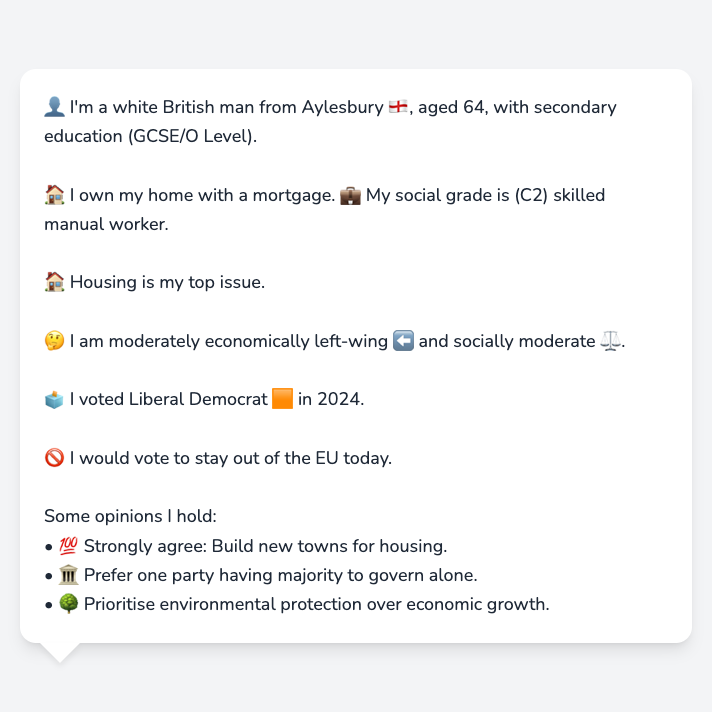 👤 I'm a white British man from Aylesbury 🏴󠁧󠁢󠁥󠁮󠁧󠁿, aged 64, with secondary
education (GCSE/O Level).
🏠 I own my home with a mortgage. 💼 My social grade is (C2) skilled
manual worker.
🏠 Housing is my top issue.
🤔 I am moderately economically left-wing ⬅️ and socially moderate ⚖️.
🗳️ I voted Liberal Democrat 🟧 in 2024.
🚫 I would vote to stay out of the EU today.
Some opinions I hold:
• 💯 Strongly agree: Build new towns for housing.
• 🏛️ Prefer one party having majority to govern alone.
• 🌳 Prioritise environmental protection over economic growth.